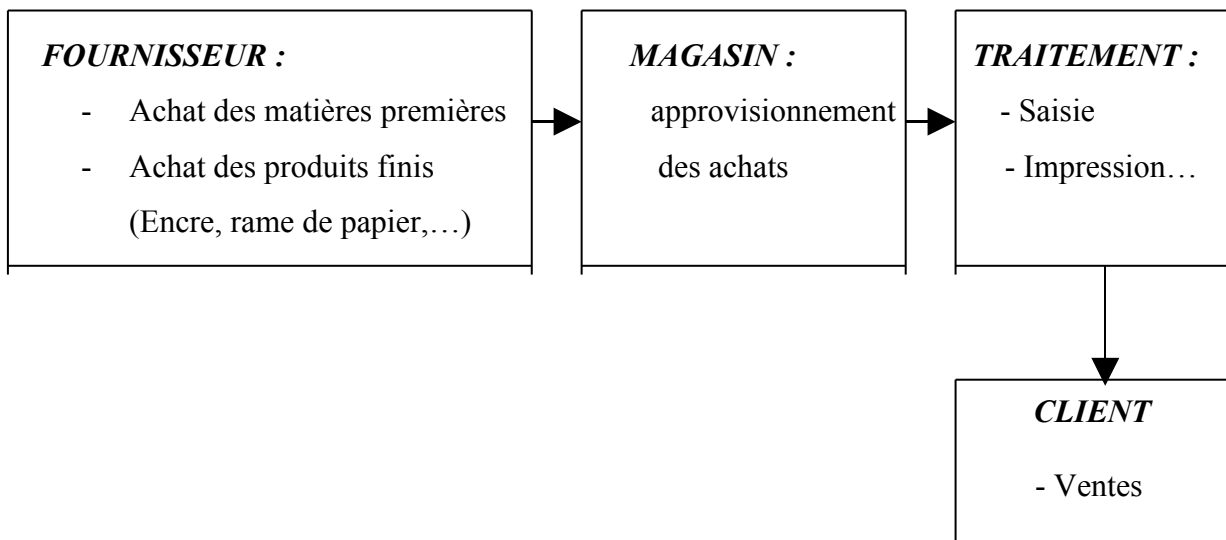 FOURNISSEUR :
- Achat des matières premières
- Achat des produits finis
(Encre, rame de papier,…)
MAGASIN :
approvisionnement
des achats
TRAITEMENT :
- Saisie
- Impression…
CLIENT
- Ventes